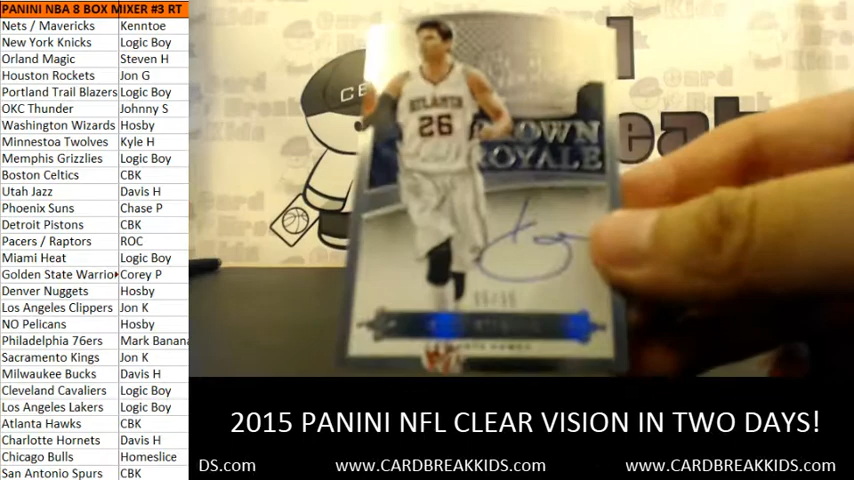 PANINI NBA 8 BOX MIXER #3 RT
Nets / Mavericks Kenntoe
New York Knicks Logic Boy
Orland Magic Steven H
Houston Rockets Jon G
Portland Trail Blazers Logic Boy
OKC Thunder Johnny S
Washington Wizards Hosby
Minnestoa Twolves Kyle H
Memphis Grizzlies Logic Boy
Boston Celtics CBK
Utah Jazz Davis H
Phoenix Suns Chase P
Detroit Pistons CBK
Pacers / Raptors ROC
Miami Heat Logic Boy
Golden State Warrio Corey P
Denver Nuggets Hosby
Los Angeles Clippers Jon K
NO Pelicans Hosby
Philadelphia 76ers Mark Banana
Sacramento Kings Jon K
Milwaukee Bucks Davis H
Cleveland Cavaliers Logic Boy
Los Angeles Lakers Logic Boy
Atlanta Hawks CBK
Charlotte Hornets Davis H
Chicago Bulls Homeslice
San Antonio Spurs CBK
ATLANTA
26
CROWN
ROYALE
2015 PANINI NFL CLEAR VISION IN TWO DAYS!
DS.com www.CARDBREAKKIDS.com www.CARDBREAKKIDS.com